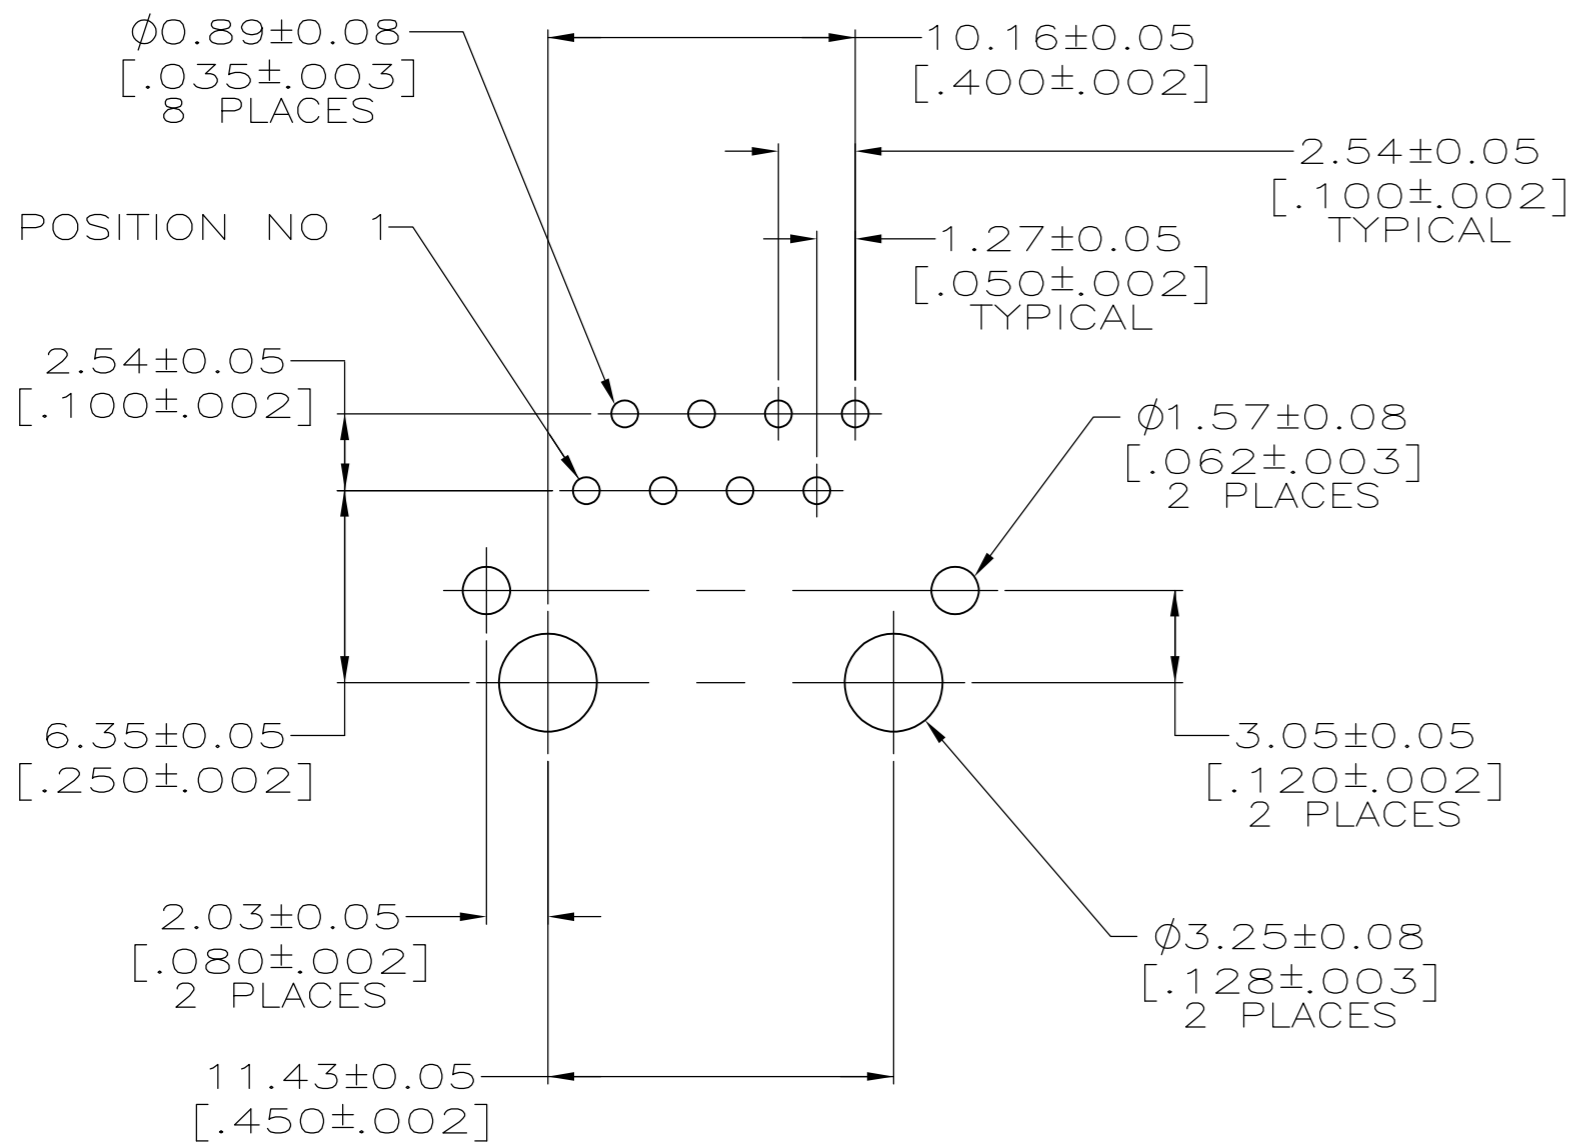 Ø0.89±0.08
[.035±.003]
8 PLACES
10.16±0.05
[.400±.002]
2.54±0.05
[.100±.002]
TYPICAL
POSITION NO 1
1.27±0.05
[.050±.002]
TYPICAL
2.54±0.05
[.100±.002]
Ø1.57±0.08
[.062±.003]
2 PLACES
6.35±0.05
[.250±.002]
3.05±0.05
[.120±.002]
2 PLACES
2.03±0.05
[.080±.002]
2 PLACES
Ø3.25±0.08
[.128±.003]
2 PLACES
11.43±0.05
[.450±.002]